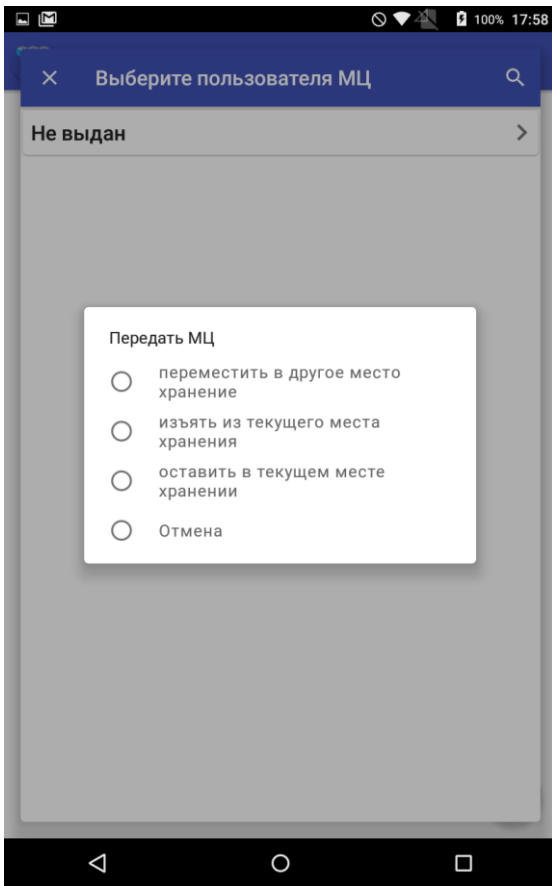 100% 17:58
Выберите пользователя МЦ
Не выдан
Передать МЦ
переместить в другое место
хранение
изъять из текущего места
хранения
оставить в текущем месте
хранении
Отмена